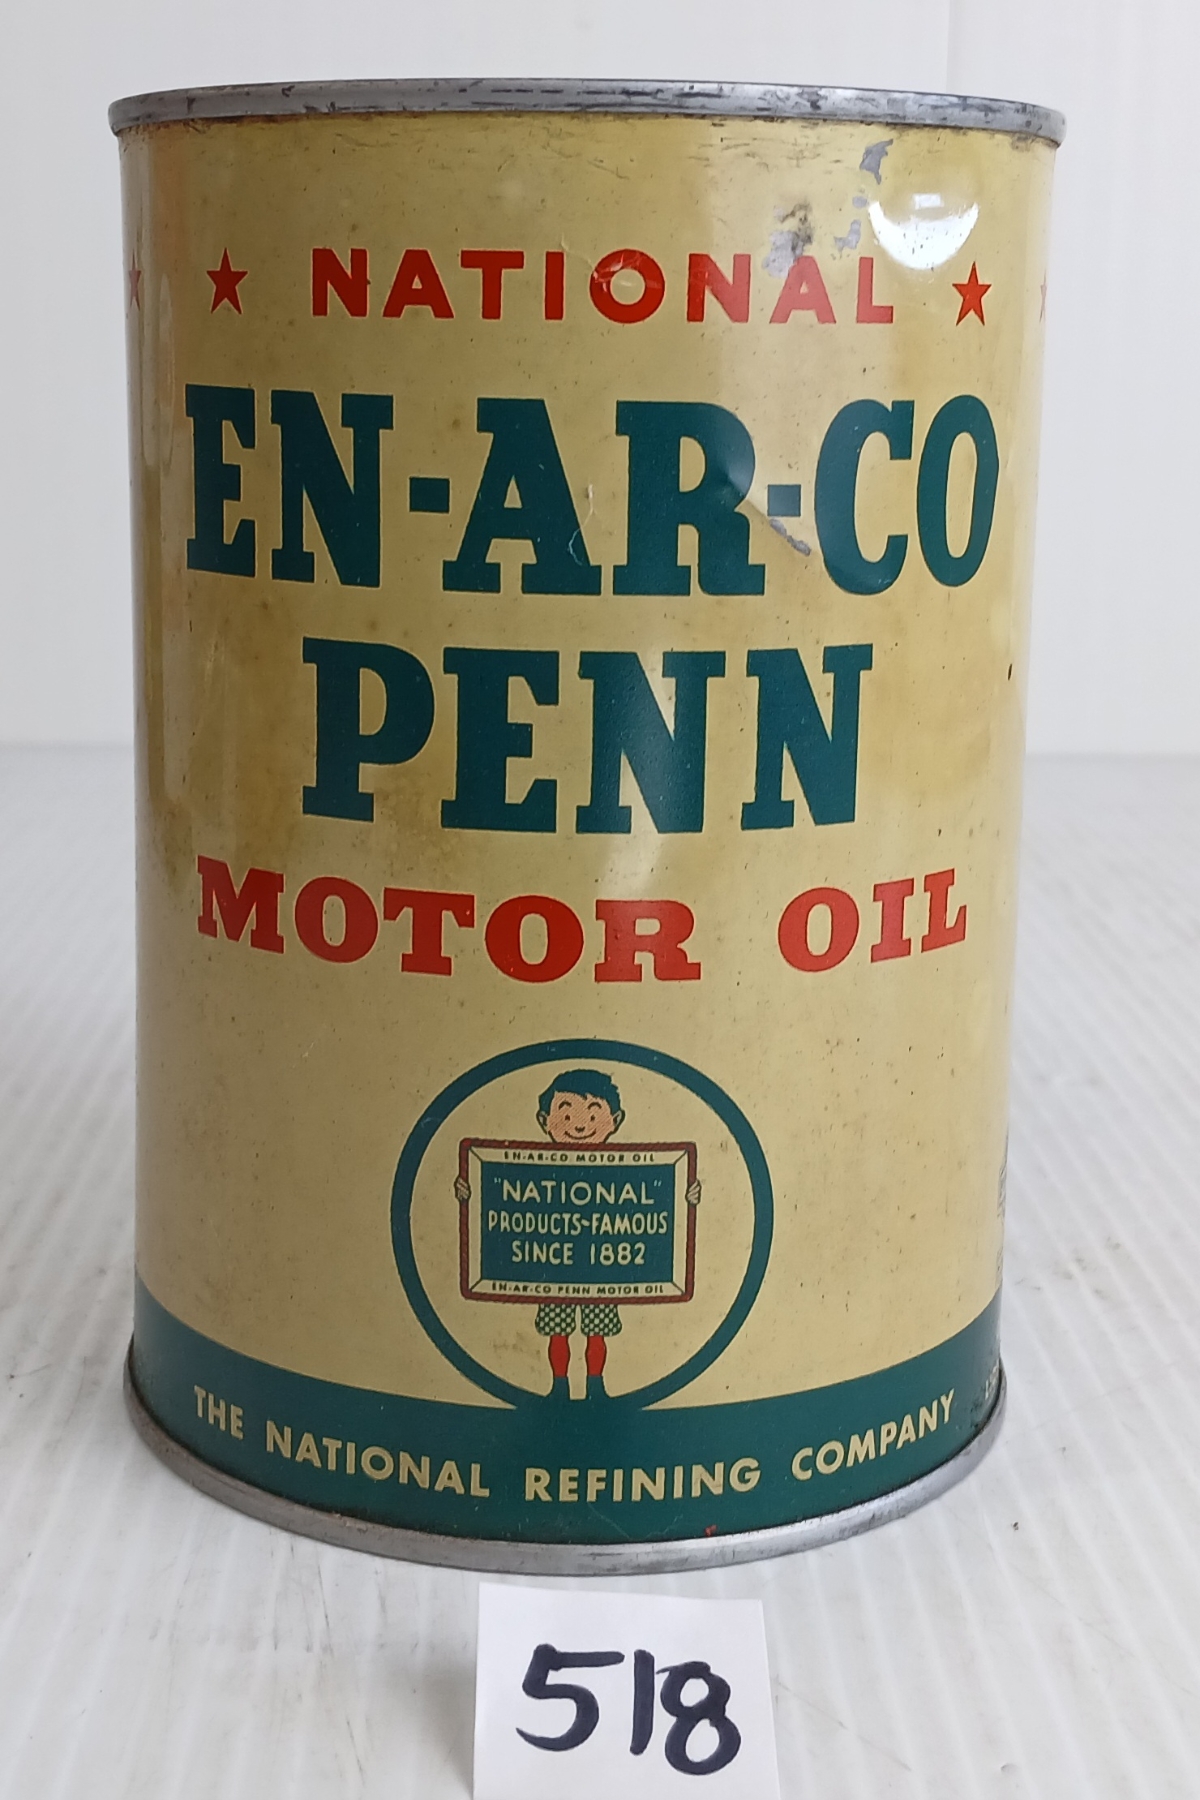 NATIONAL
EN-AR-CO
PENN
MOTOR OIL
EN-AR-CO MOTOR OIL
"NATIONAL"
PRODUCTS-FAMOUS
SINCE 1882
EN-AR-CO PENN MOTOR OIL
THE NATIONAL REFINING COMPANY
518